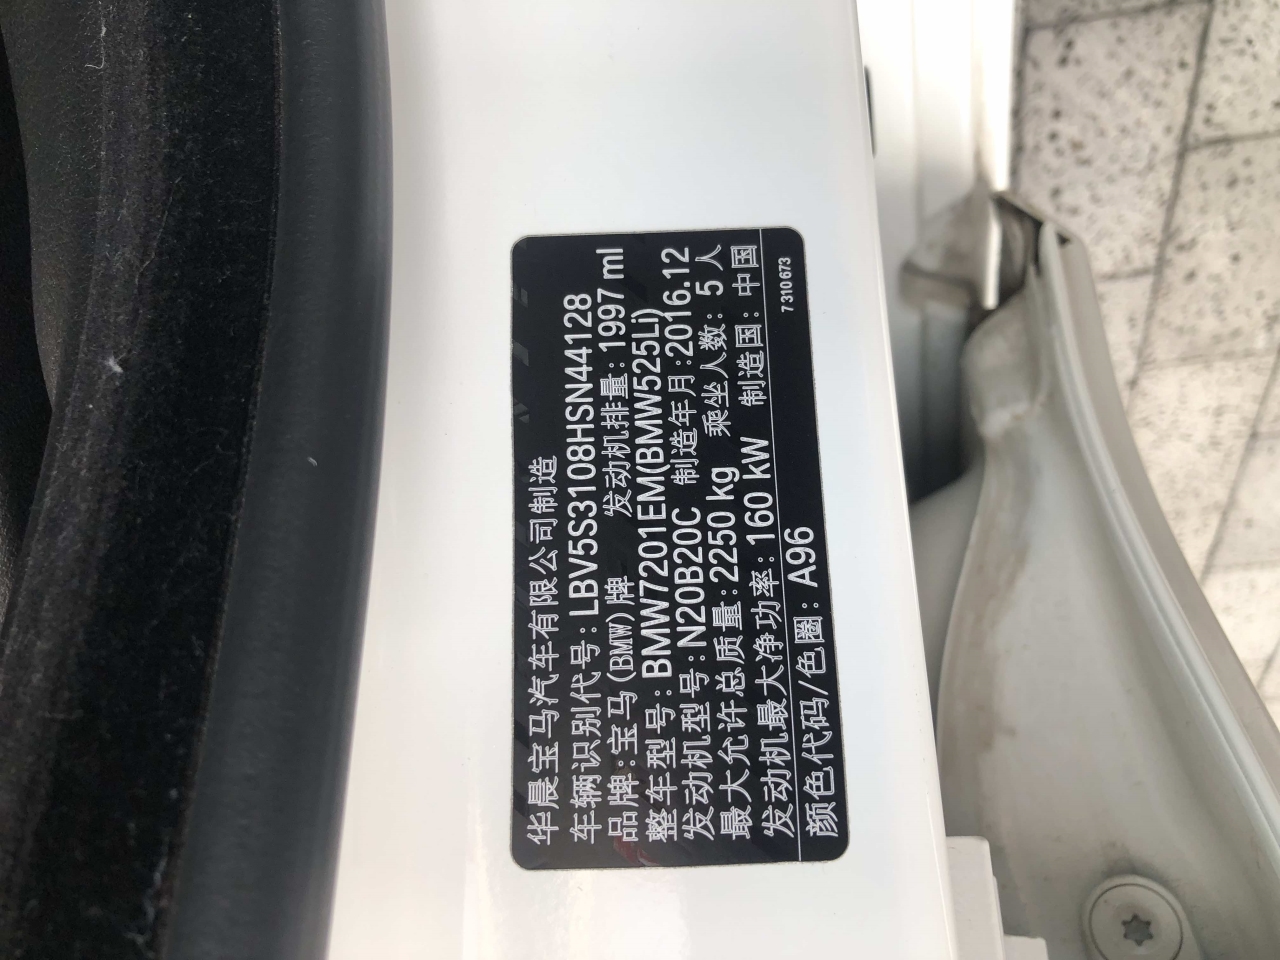 华晨宝马汽车有限公司制造
车辆识别代号: LBV5S3108HSN44128
品牌:宝马(BMW)牌 发动机排量: 1997 ml
整车型号: BMW7201EM(BMW525Li)
发动机型号: N20B20C 制造年月:2016.12
最大允许总质量:2250 kg 乘坐人数: 5 人
发动机最大净功率: 160 kW 制造国: 中国
颜色代码/色圈: A96 7 310 673